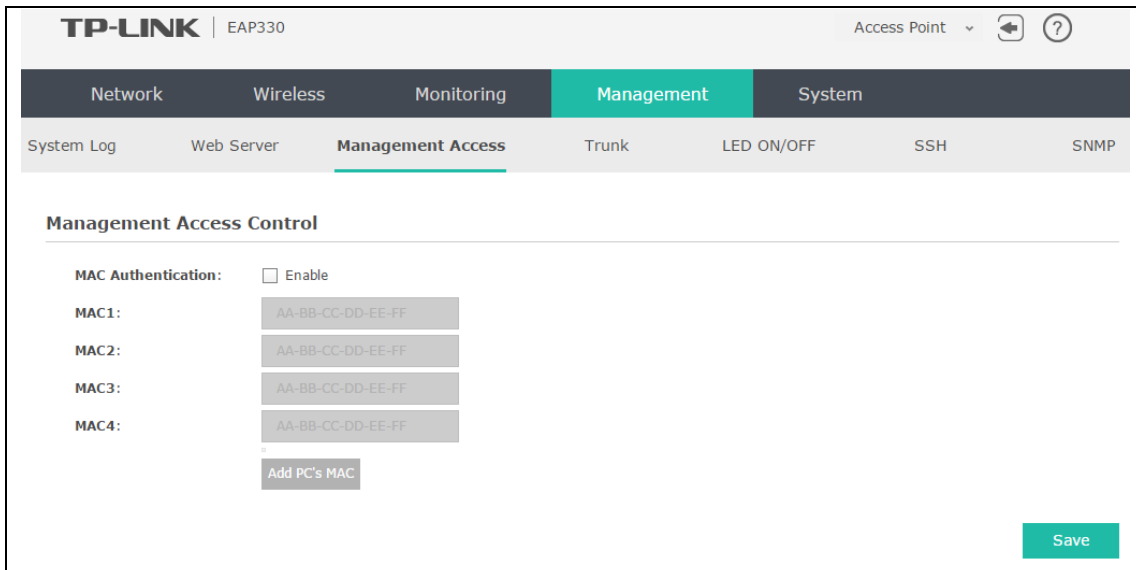 TP-LINK | EAP330 Access Point ?
Network Wireless Monitoring Management System
System Log Web Server Management Access Trunk LED ON/OFF SSH SNMP
Management Access Control
MAC Authentication: Enable
MAC1: AA-BB-CC-DD-EE-FF
MAC2: AA-BB-CC-DD-EE-FF
MAC3: AA-BB-CC-DD-EE-FF
MAC4: AA-BB-CC-DD-EE-FF
Add PC's MAC
Save